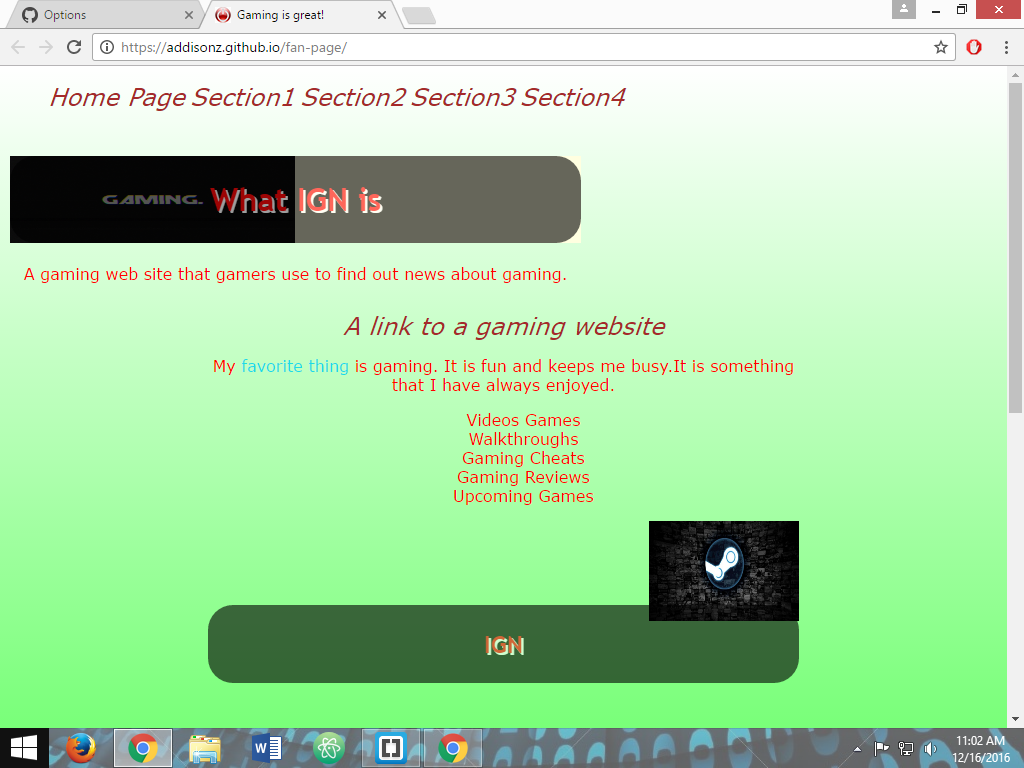 Options
Gaming is great!
https://addisonz.github.io/fan-page/
Home Page Section1 Section2 Section3 Section4
GAMING.
What IGN is
A gaming web site that gamers use to find out news about gaming.
A link to a gaming website
My favorite thing is gaming. It is fun and keeps me busy.It is something
that I have always enjoyed.
Videos Games
Walkthroughs
Gaming Cheats
Gaming Reviews
Upcoming Games
IGN
11:02 AM
12/16/2016